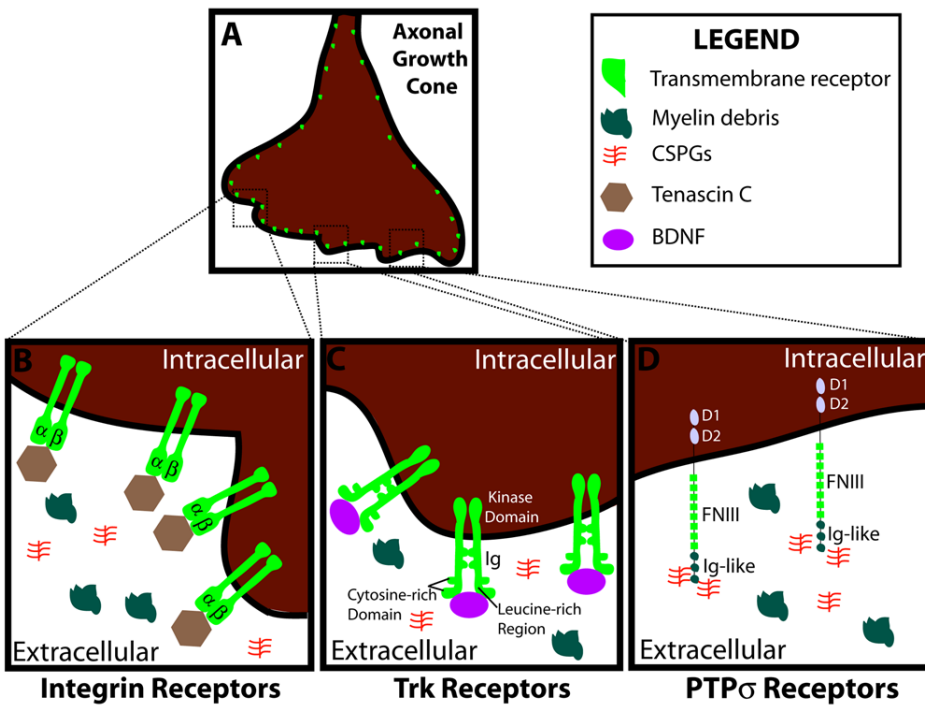 A
Axonal
Growth
Cone
LEGEND
Transmembrane receptor
Myelin debris
CSPGs
Tenascin C
BDNF
B
Intracellular
α β
α β
α β
α β
Extracellular
Integrin Receptors
C
Intracellular
Kinase
Domain
Ig
Cytosine-rich
Domain
Leucine-rich
Region
Extracellular
Trk Receptors
D
Intracellular
D1
D2
D1
D2
FNIII
FNIII
Ig-like
Ig-like
Extracellular
PTPσ Receptors